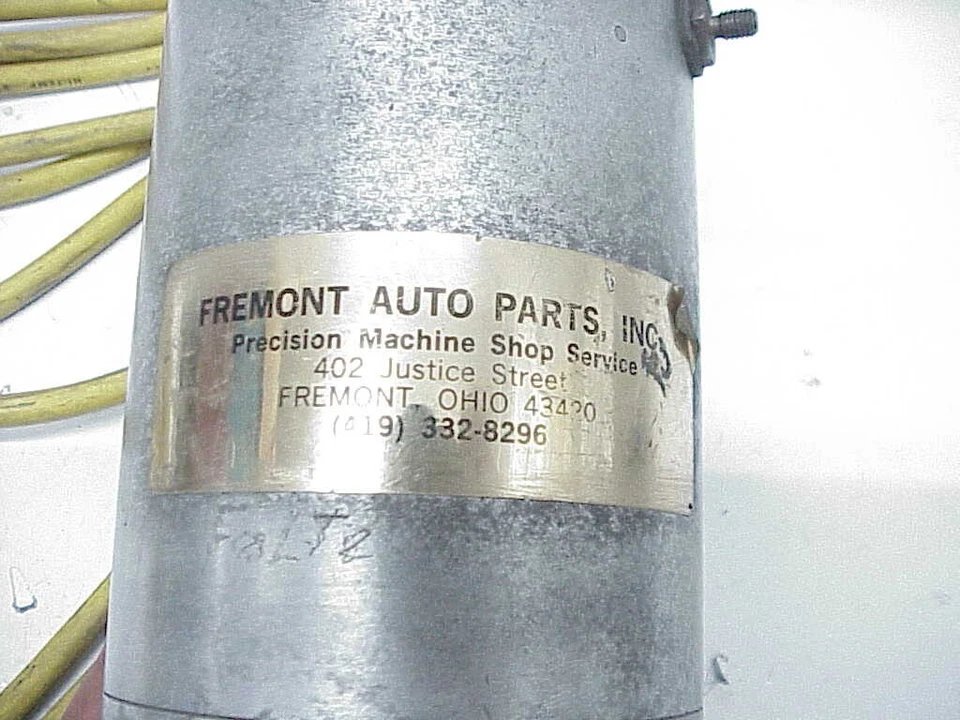 FREMONT AUTO PARTS, INC.
Precision Machine Shop Service
402 Justice Street
FREMONT, OHIO 43420
(419) 332-8296